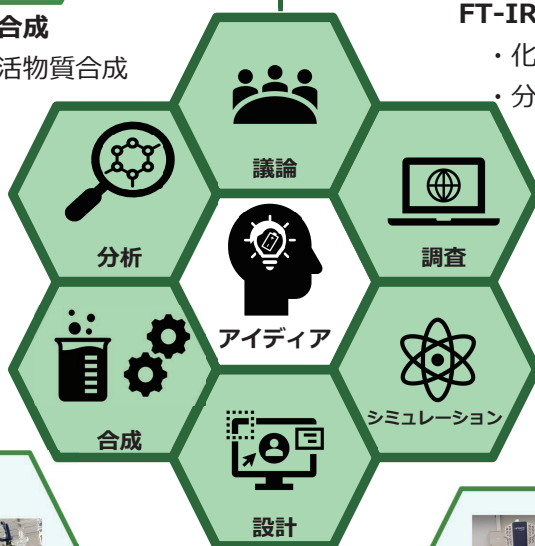 合成
活物質合成
FT-IR
・化
・分
議論
分析
調査
アイディア
合成
シミュレーション
設計